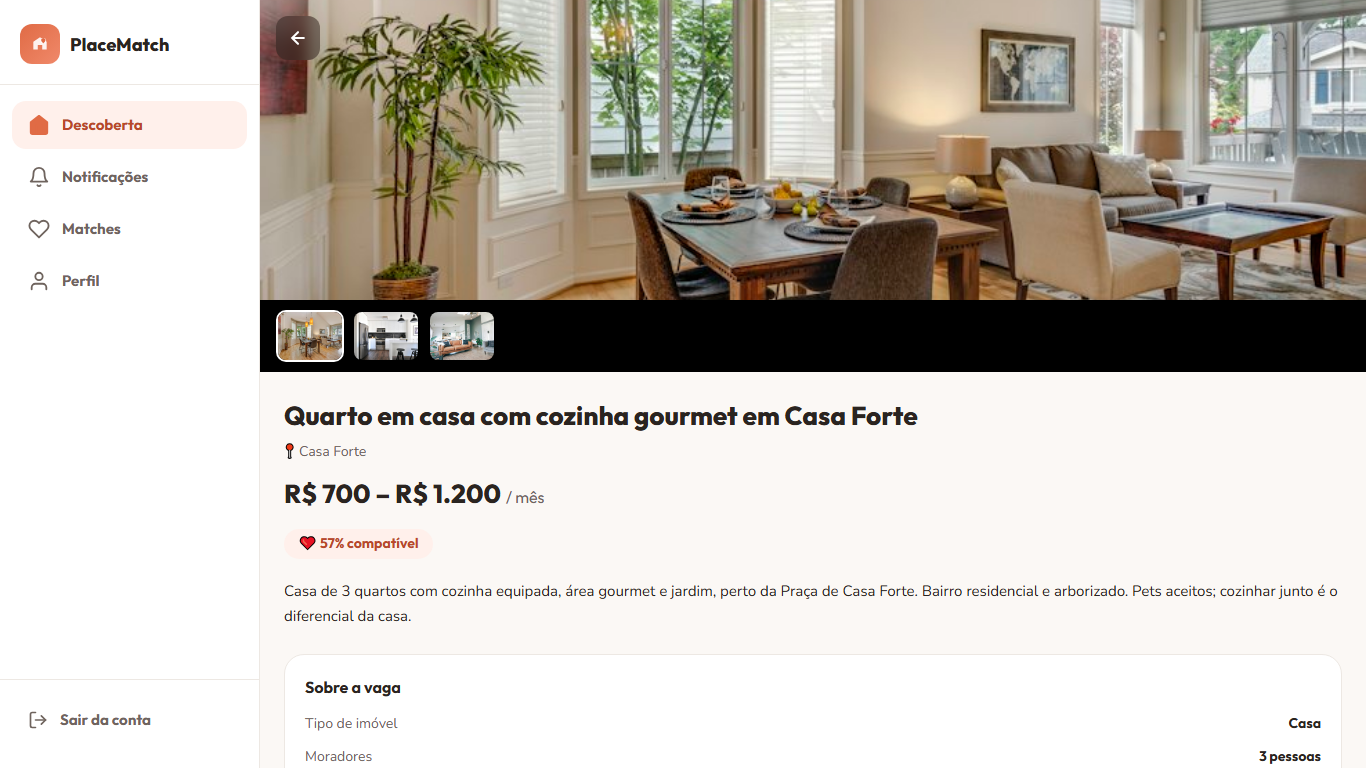 PlaceMatch
Descoberta
Notificações
Matches
Perfil
Sair da conta
Quarto em casa com cozinha gourmet em Casa Forte
Casa Forte
R$ 700 – R$ 1.200 / mês
57% compatível
Casa de 3 quartos com cozinha equipada, área gourmet e jardim, perto da Praça de Casa Forte. Bairro residencial e arborizado. Pets aceitos; cozinhar junto é o
diferencial da casa.
Sobre a vaga
Tipo de imóvel Casa
Moradores 3 pessoas